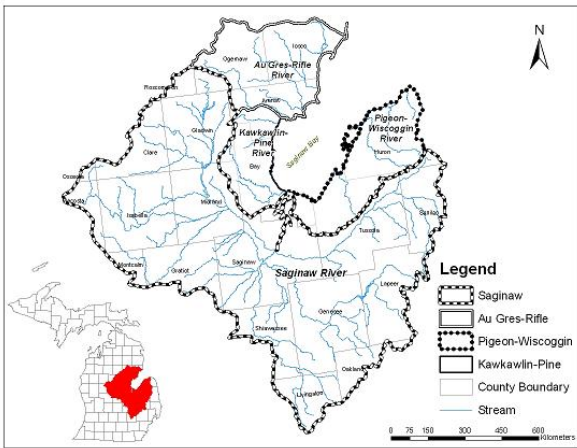 N
Iosco
Ogemaw
Au Gres-Rifle
River
Roscommon
Arenac
Gladwin
Kawkawlin-
Pine
River
Saginaw Bay
Pigeon-
Wiscoggin
River
Huron
Clare
Bay
Osceola
Mecosta
Isabella
Midland
Sanilac
Tuscola
Montcalm
Gratiot
Saginaw
Saginaw River
Lapeer
Genesee
Shiawassee
Oakland
Livingston
Legend
Saginaw
Au Gres-Rifle
Pigeon-Wiscoggin
Kawkawlin-Pine
County Boundary
Stream
0 75 150 300 450 600
Kilometers